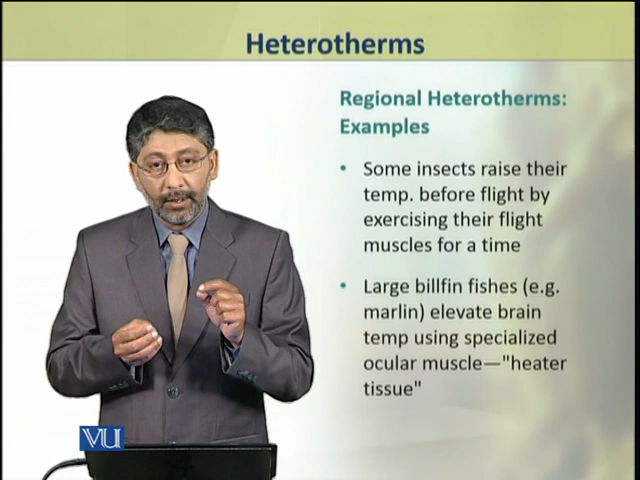 Heterotherms
Regional Heterotherms:
Examples
• Some insects raise their
temp. before flight by
exercising their flight
muscles for a time
• Large billfin fishes (e.g.
marlin) elevate brain
temp using specialized
ocular muscle—"heater
tissue"
VU